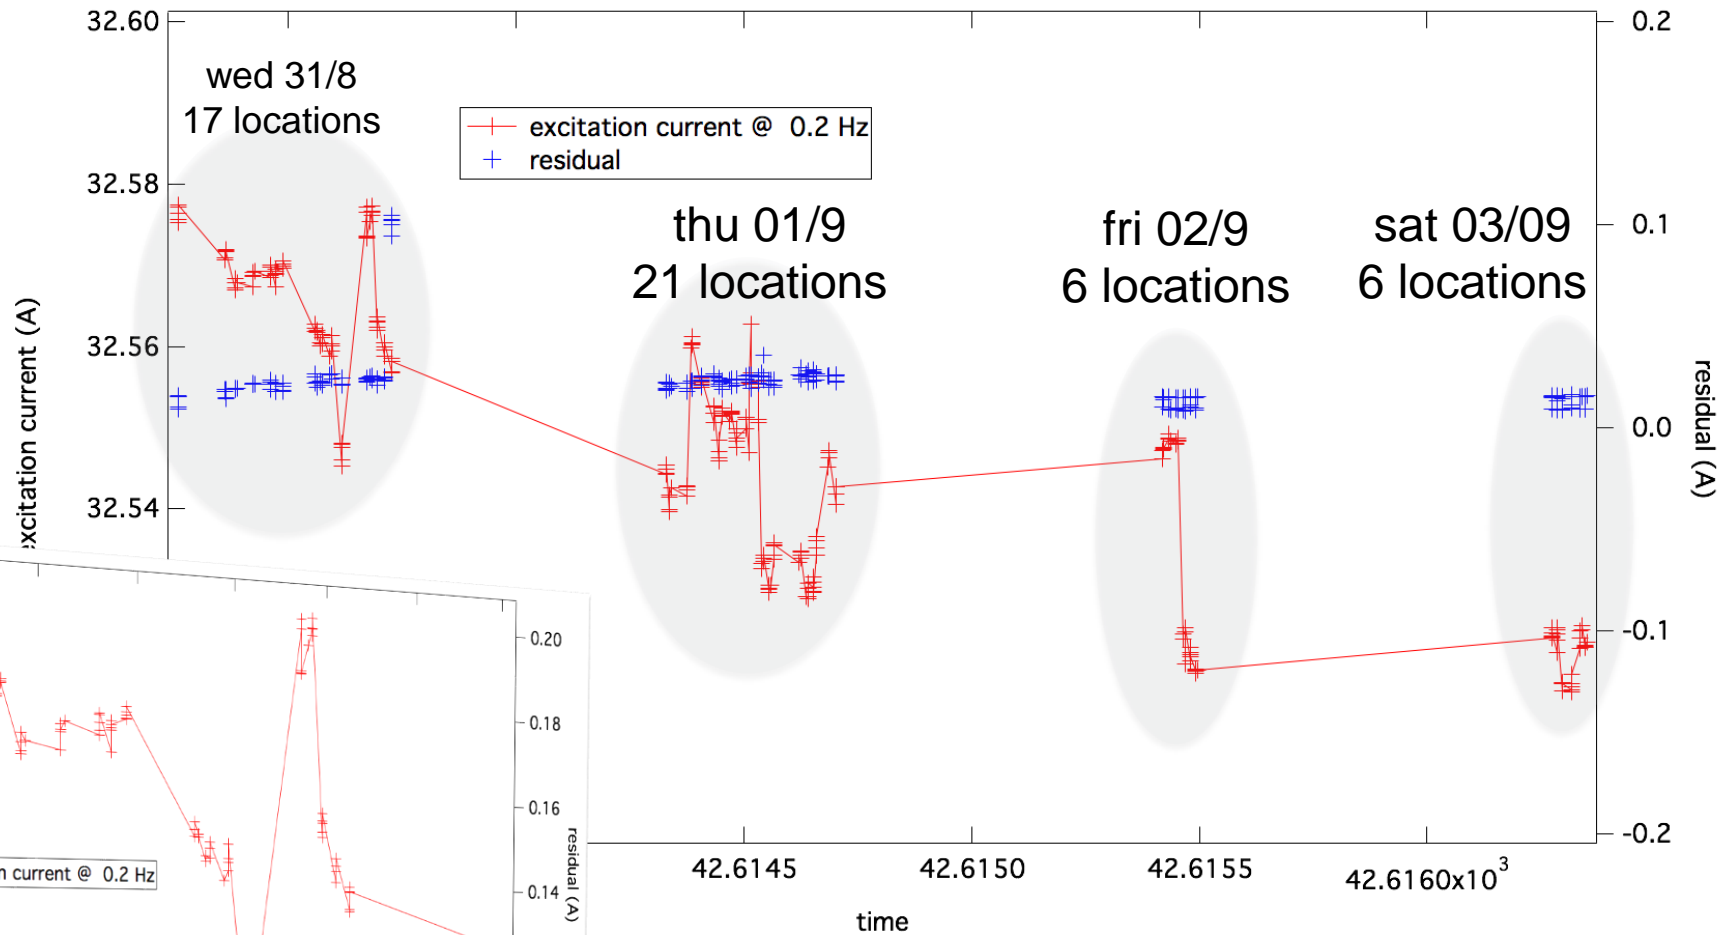 32.60
0.2
wed 31/8
17 locations
excitation current @ 0.2 Hz
residual
32.58
0.1
thu 01/9
21 locations
fri 02/9
6 locations
sat 03/09
6 locations
32.56
excitation current (A)
residual (A)
0.0
32.54
-0.1
-0.2
0.20
0.18
0.16
0.14
residual (A)
current @ 0.2 Hz
42.6145
42.6150
42.6155
42.6160x10³
time